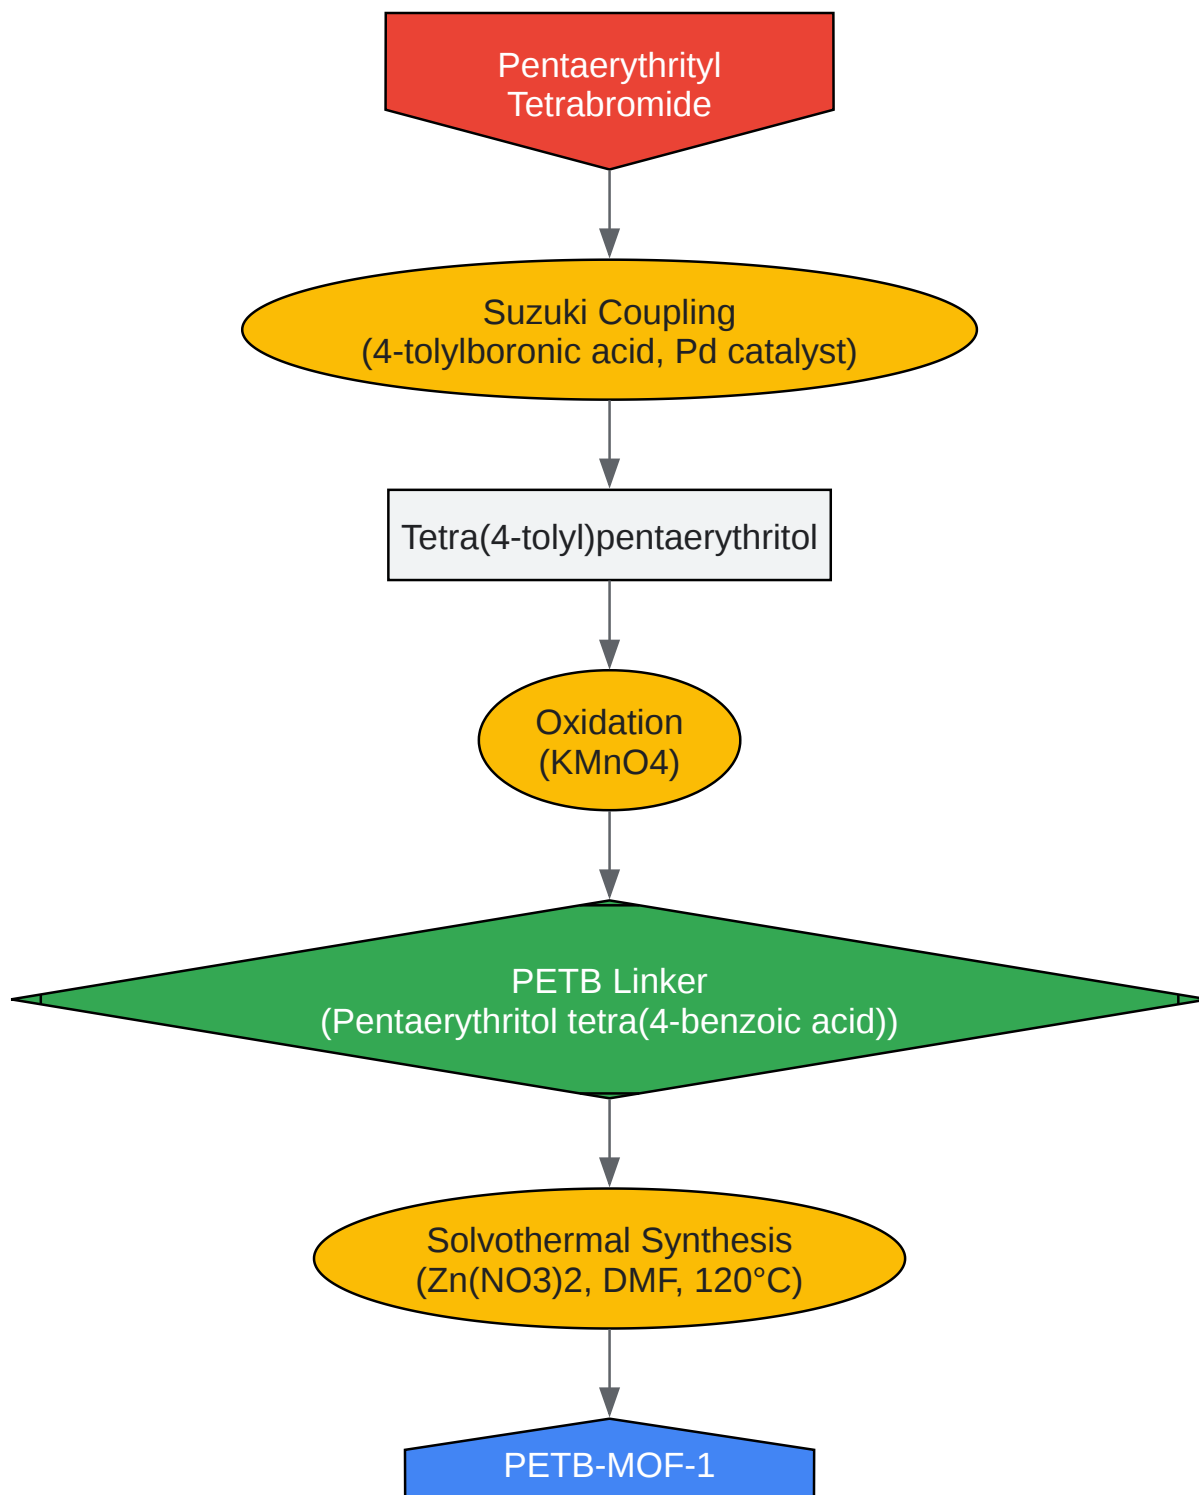 Pentaerythrityl
Tetrabromide
Suzuki Coupling
(4-tolylboronic acid, Pd catalyst)
Tetra(4-tolyl)pentaerythritol
Oxidation
(KMnO4)
PETB Linker
(Pentaerythritol tetra(4-benzoic acid))
Solvothermal Synthesis
(Zn(NO3)2, DMF, 120°C)
PETB-MOF-1